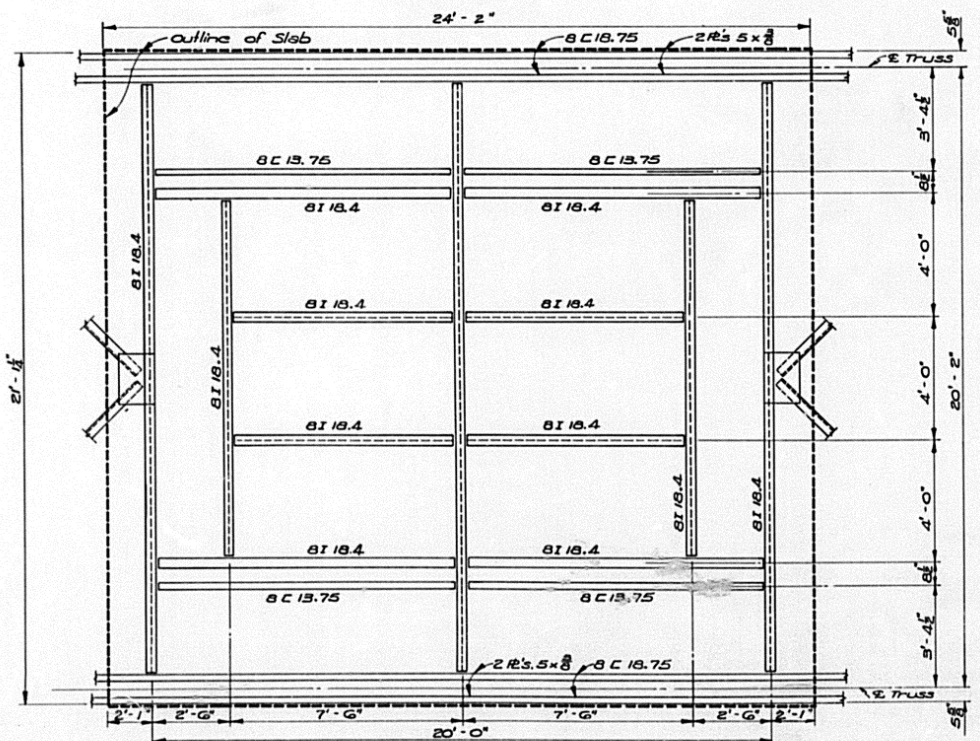 24'-2"
5⅝"
outline of Slab
8 C 18.75
2 ℞'s 5 x ⅜
℄ Truss
3'-4½"
8 C 13.75
8 C 13.75
8½"
8 I 18.4
8 I 18.4
8 I 18.4
4'-0"
8 I 18.4
8 I 18.4
21'-1¼"
8 I 18.4
4'-0"
20'-2"
8 I 18.4
8 I 18.4
8 I 18.4
8 I 18.4
4'-0"
8 I 18.4
8 I 18.4
8½"
8 C 13.75
8 C 13.75
3'-4½"
2 ℞'s. 5 x ⅜
8 C 18.75
℄ Truss
2'-1"
2'-6"
7'-6"
7'-6"
2'-6"
2'-1"
5⅝"
20'-0"